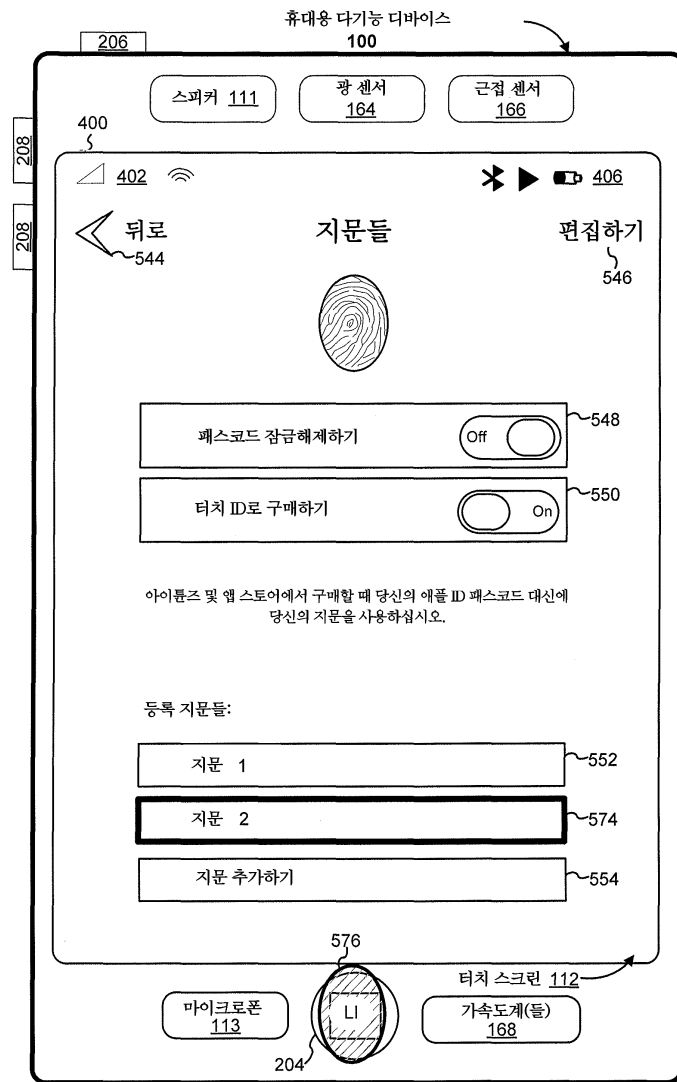 휴대용 다기능 디바이스
100
206
스피커 111
광 센서
164
근접 센서
166
208
208
400
402
406
뒤로
544
지문들
편집하기
546
패스코드 잠금해제하기
Off
548
터치 ID로 구매하기
On
550
아이튠즈 및 앱 스토어에서 구매할 때 당신의 애플 ID 패스코드 대신에
당신의 지문을 사용하십시오.
등록 지문들:
지문 1
552
지문 2
574
지문 추가하기
554
576
터치 스크린 112
마이크로폰
113
LI
204
가속도계(들)
168